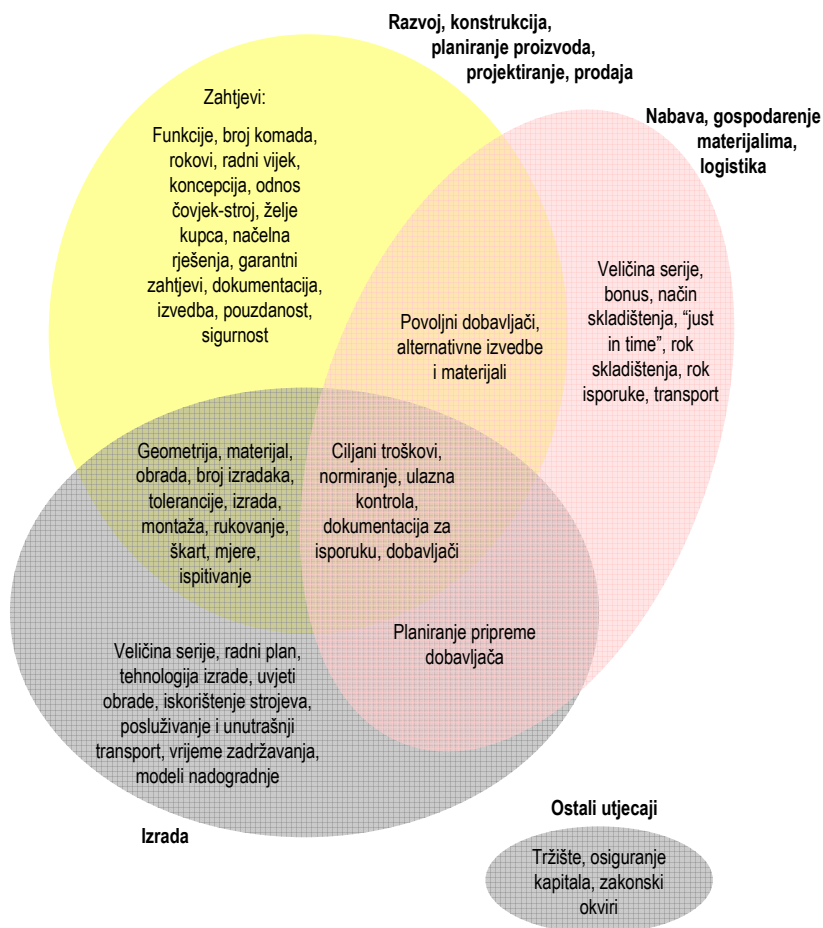 Razvoj, konstrukcija,
planiranje proizvoda,
projektiranje, prodaja
Zahtjevi:
Funkcije, broj komada,
rokovi, radni vijek,
koncepcija, odnos
čovjek-stroj, želje
kupca, načelna
rješenja, garantni
zahtjevi, dokumentacija,
izvedba, pouzdanost,
sigurnost
Nabava, gospodarenje
materijalima,
logistika
Veličina serije,
bonus, način
skladištenja, “just
in time”, rok
skladištenja, rok
isporuke, transport
Povoljni dobavljači,
alternativne izvedbe
i materijali
Geometrija, materijal,
obrada, broj izradaka,
tolerancije, izrada,
montaža, rukovanje,
škart, mjere,
ispitivanje
Ciljani troškovi,
normiranje, ulazna
kontrola,
dokumentacija za
isporuku, dobavljači
Planiranje pripreme
dobavljača
Veličina serije, radni plan,
tehnologija izrade, uvjeti
obrade, iskorištenje strojeva,
posluživanje i unutrašnji
transport, vrijeme zadržavanja,
modeli nadogradnje
Izrada
Ostali utjecaji
Tržište, osiguranje
kapitala, zakonski
okviri